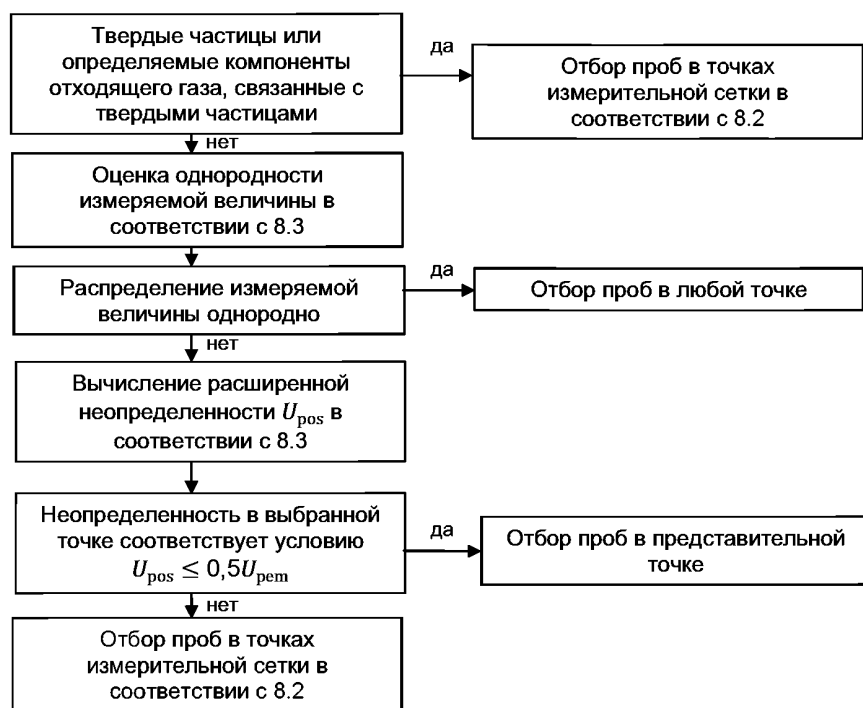 Твердые частицы или
определяемые компоненты
отходящего газа, связанные с
твердыми частицами
да
Отбор проб в точках
измерительной сетки в
соответствии с 8.2
нет
Оценка однородности
измеряемой величины в
соответствии с 8.3
Распределение измеряемой
величины однородно
да
Отбор проб в любой точке
нет
Вычисление расширенной
неопределенности U_pos в
соответствии с 8.3
Неопределенность в выбранной
точке соответствует условию
U_pos ≤ 0,5U_pem
да
Отбор проб в представительной
точке
нет
Отбор проб в точках
измерительной сетки в
соответствии с 8.2